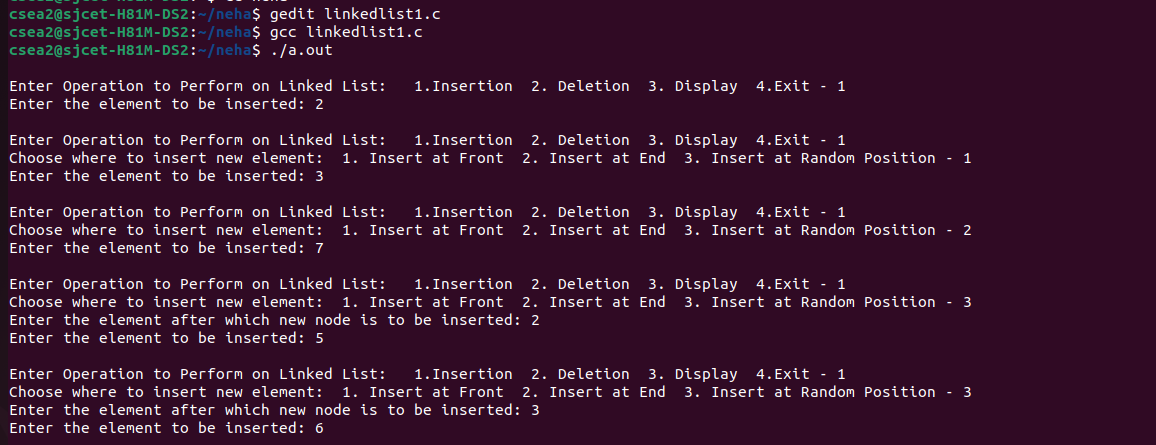 csea2@sjcet-H81M-DS2:~/neha$ gedit linkedlist1.c
csea2@sjcet-H81M-DS2:~/neha$ gcc linkedlist1.c
csea2@sjcet-H81M-DS2:~/neha$ ./a.out
Enter Operation to Perform on Linked List:   1.Insertion  2. Deletion  3. Display  4.Exit - 1
Enter the element to be inserted: 2
Enter Operation to Perform on Linked List:   1.Insertion  2. Deletion  3. Display  4.Exit - 1
Choose where to insert new element:  1. Insert at Front  2. Insert at End  3. Insert at Random Position - 1
Enter the element to be inserted: 3
Enter Operation to Perform on Linked List:   1.Insertion  2. Deletion  3. Display  4.Exit - 1
Choose where to insert new element:  1. Insert at Front  2. Insert at End  3. Insert at Random Position - 2
Enter the element to be inserted: 7
Enter Operation to Perform on Linked List:   1.Insertion  2. Deletion  3. Display  4.Exit - 1
Choose where to insert new element:  1. Insert at Front  2. Insert at End  3. Insert at Random Position - 3
Enter the element after which new node is to be inserted: 2
Enter the element to be inserted: 5
Enter Operation to Perform on Linked List:   1.Insertion  2. Deletion  3. Display  4.Exit - 1
Choose where to insert new element:  1. Insert at Front  2. Insert at End  3. Insert at Random Position - 3
Enter the element after which new node is to be inserted: 3
Enter the element to be inserted: 6